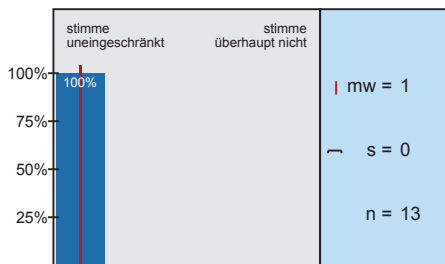 stimme uneingeschränkt
stimme überhaupt nicht
100%
100%
75%
50%
25%
mw = 1
s = 0
n = 13